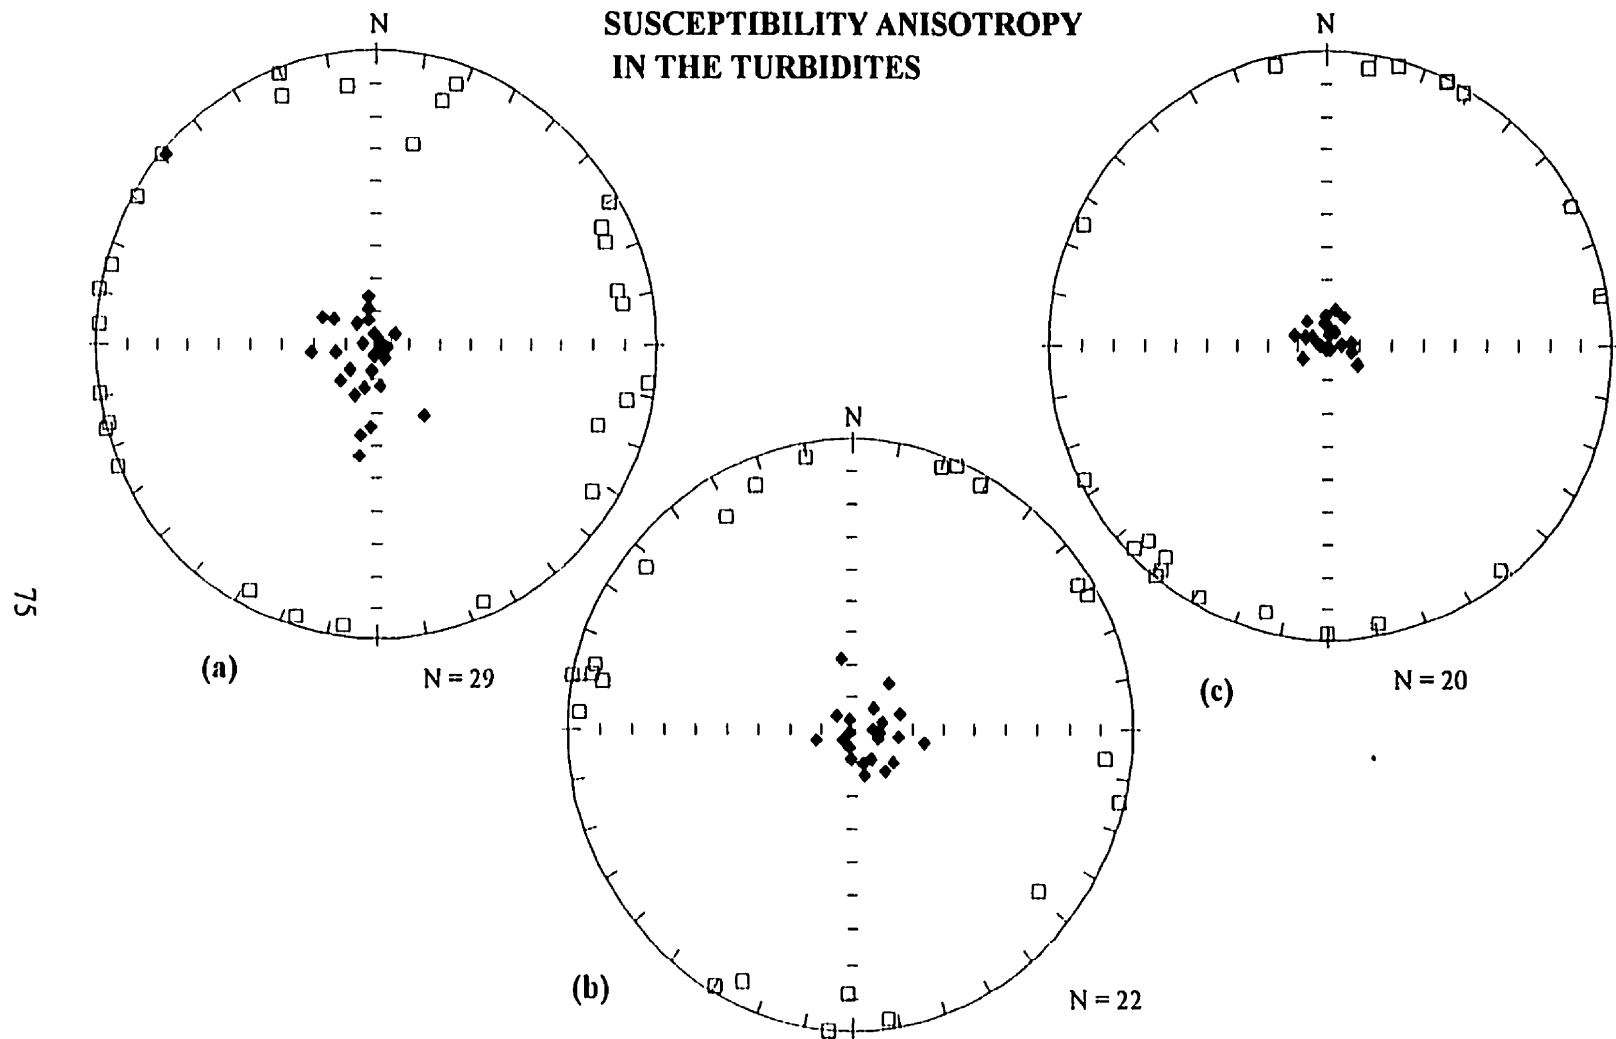 SUSCEPTIBILITY ANISOTROPY
IN THE TURBIDITES
N
N
N
(a)
N = 29
(b)
N = 22
(c)
N = 20
75